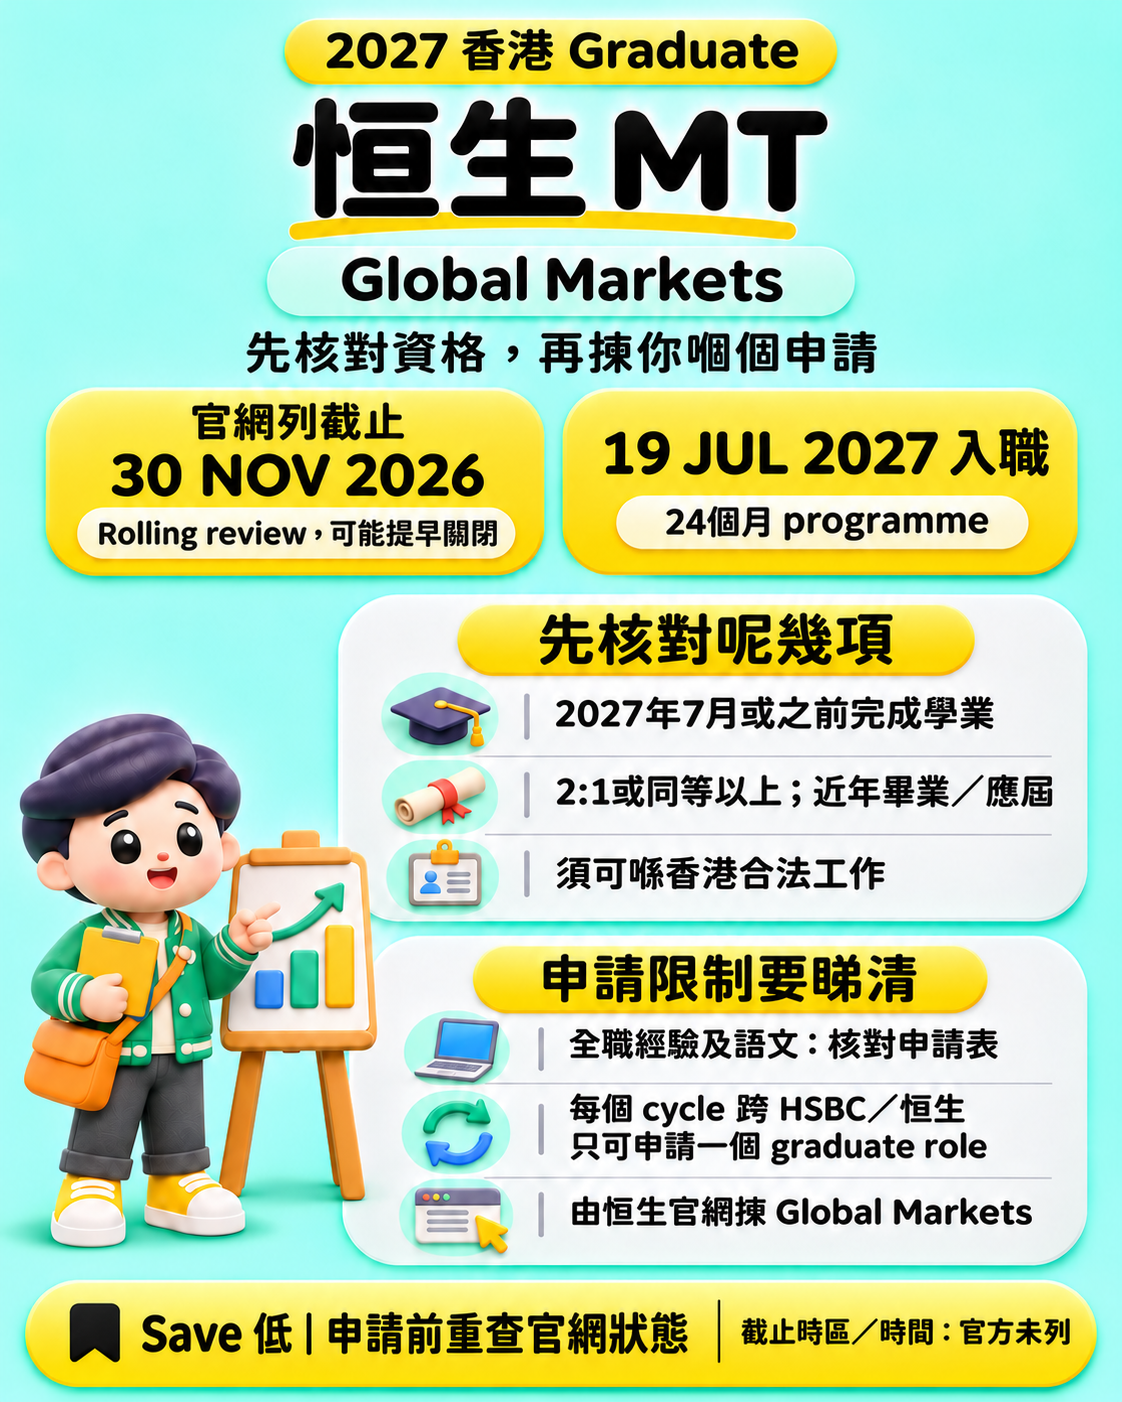 2027 香港 Graduate
恒生 MT
Global Markets
先核對資格，再揀你嗰個申請
官網列截止
30 NOV 2026
Rolling review，可能提早關閉
19 JUL 2027 入職
24個月 programme
先核對呢幾項
2027年7月或之前完成學業
2:1或同等以上；近年畢業／應屆
須可喺香港合法工作
申請限制要睇清
全職經驗及語文：核對申請表
每個 cycle 跨 HSBC／恒生
只可申請一個 graduate role
由恒生官網揀 Global Markets
Save 低 | 申請前重查官網狀態
截止時區／時間：官方未列